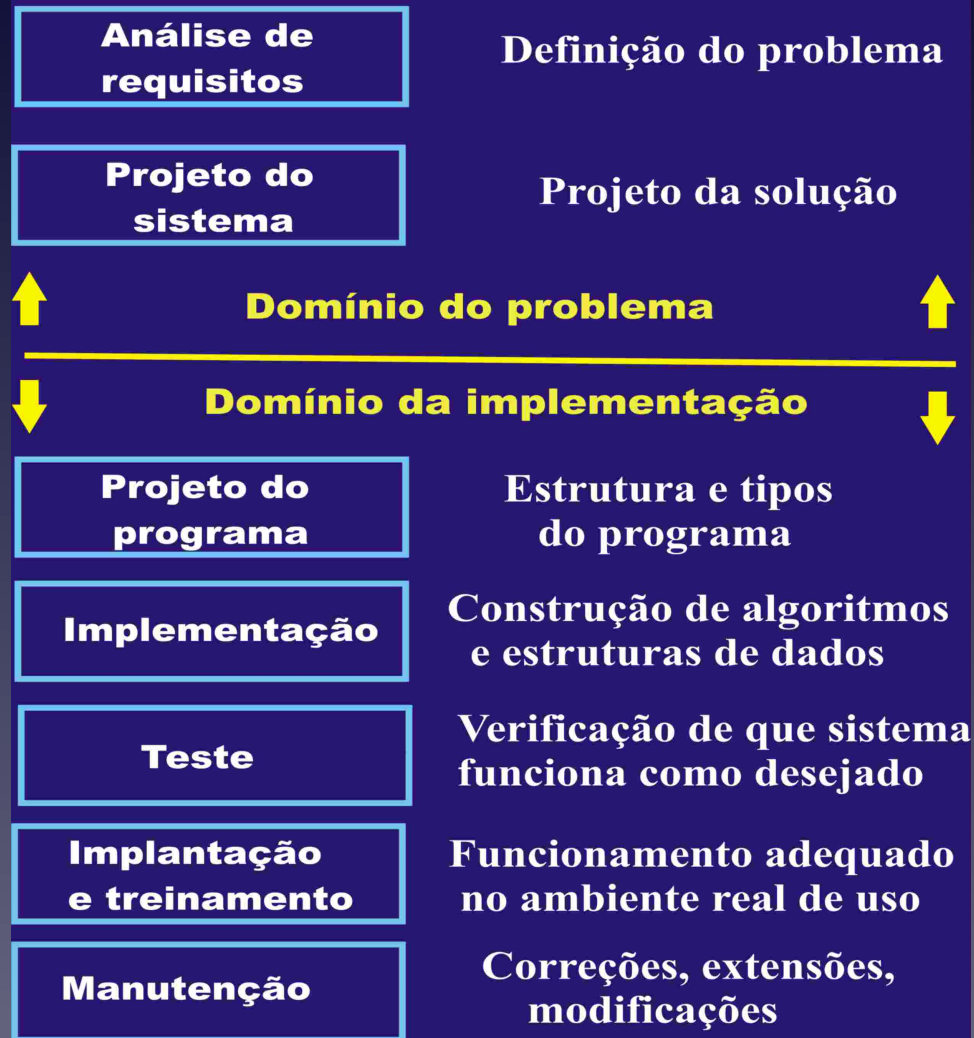 Análise de
requisitos
Definição do problema
Projeto do
sistema
Projeto da solução
Domínio do problema
Domínio da implementação
Projeto do
programa
Estrutura e tipos
do programa
Implementação
Construção de algoritmos
e estruturas de dados
Teste
Verificação de que sistema
funciona como desejado
Implantação
e treinamento
Funcionamento adequado
no ambiente real de uso
Manutenção
Correções, extensões,
modificações